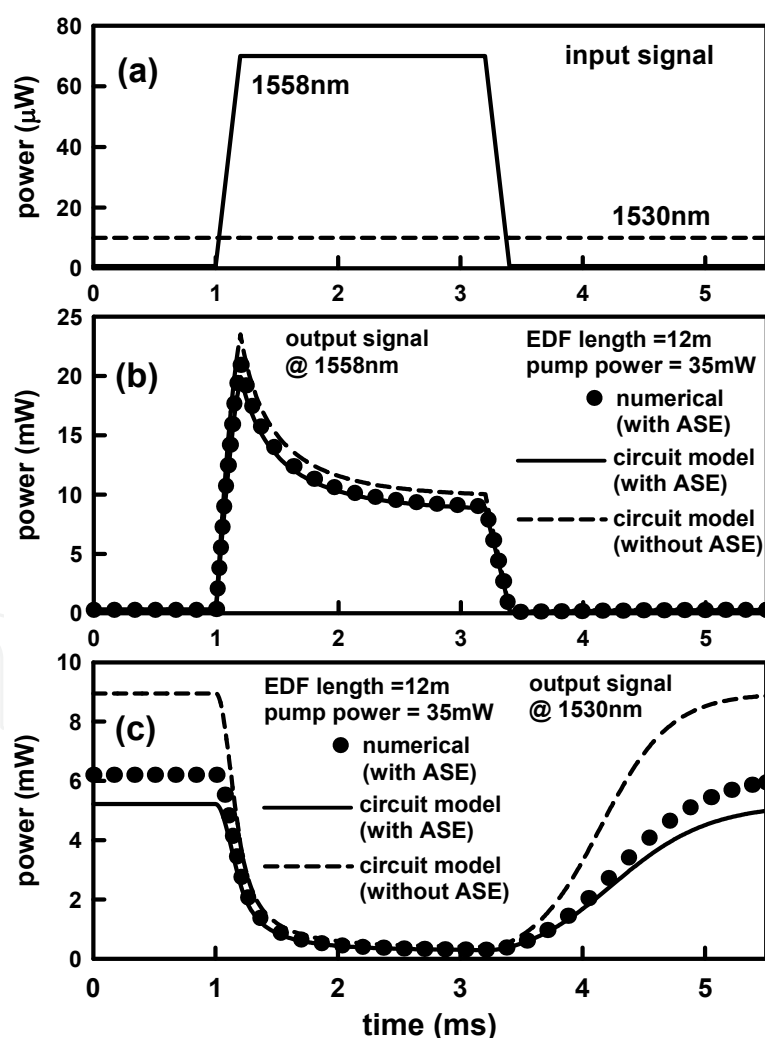 80
60
40
20
0
power (μW)
(a)
input signal
1558nm
1530nm
0 1 2 3 4 5
25
20
15
10
5
0
power (mW)
(b)
output signal
@ 1558nm
EDF length =12m
pump power = 35mW
numerical
(with ASE)
circuit model
(with ASE)
circuit model
(without ASE)
0 1 2 3 4 5
10
8
6
4
2
0
power (mW)
(c)
EDF length =12m
pump power = 35mW
numerical
(with ASE)
circuit model
(with ASE)
circuit model
(without ASE)
output signal
@ 1530nm
0 1 2 3 4 5
time (ms)